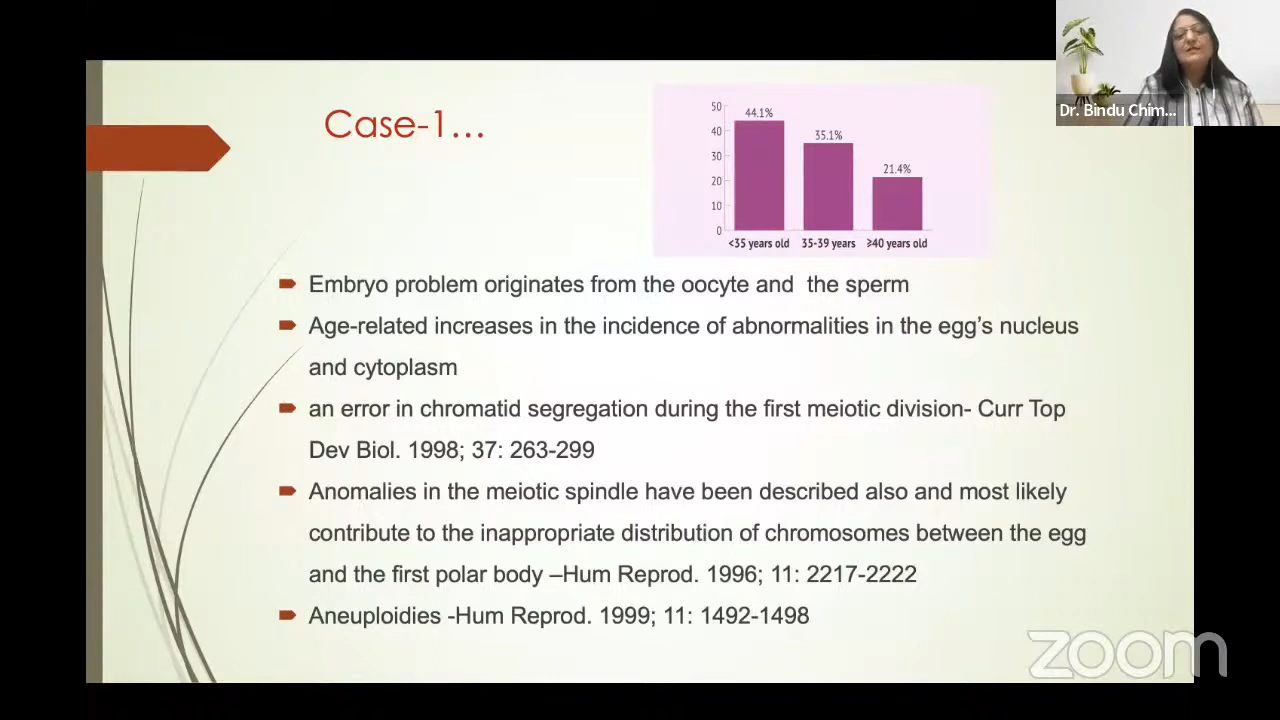 Dr. Bindu Chim...
Case-1...
50
40
30
20
10
0
44.1%
35.1%
21.4%
<35 years old
35-39 years
≥40 years old
Embryo problem originates from the oocyte and  the sperm
Age-related increases in the incidence of abnormalities in the egg's nucleus
and cytoplasm
an error in chromatid segregation during the first meiotic division- Curr Top
Dev Biol. 1998; 37: 263-299
Anomalies in the meiotic spindle have been described also and most likely
contribute to the inappropriate distribution of chromosomes between the egg
and the first polar body –Hum Reprod. 1996; 11: 2217-2222
Aneuploidies -Hum Reprod. 1999; 11: 1492-1498
zoom